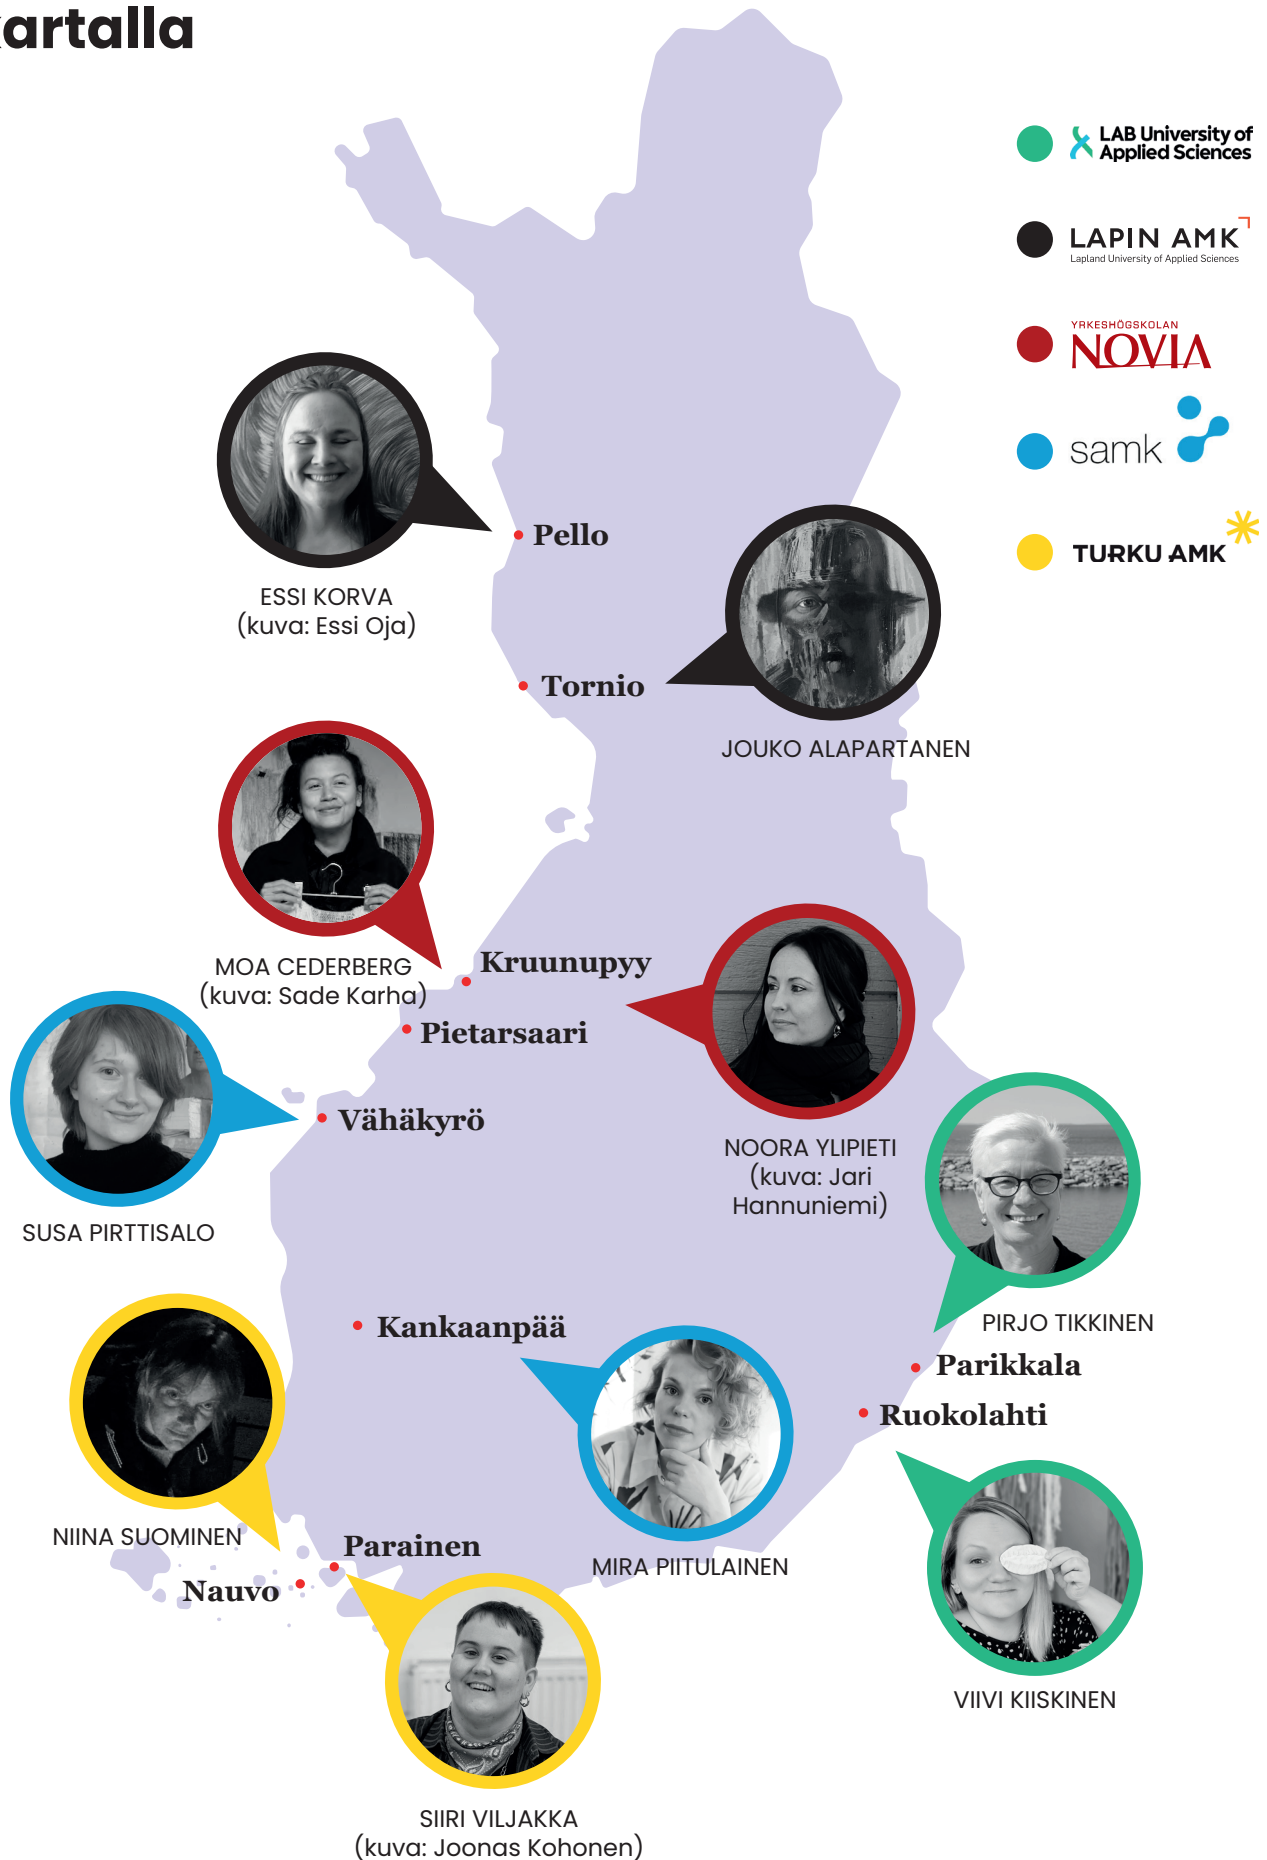 kartalla
LAB University of
Applied Sciences
LAPIN AMK
Lapland University of Applied Sciences
YRKESHÖGSKOLAN
NOVIA
samk
TURKU AMK
Pello
ESSI KORVA
(kuva: Essi Oja)
Tornio
JOUKO ALAPARTANEN
MOA CEDERBERG
(kuva: Sade Karha)
Kruunupyy
Pietarsaari
Vähäkyrö
NOORA YLIPIETI
(kuva: Jari
Hannuniemi)
SUSA PIRTTISALO
Kankaanpää
PIRJO TIKKINEN
Parikkala
Ruokolahti
NIINA SUOMINEN
Parainen
Nauvo
MIRA PIITULAINEN
VIIVI KIISKINEN
SIIRI VILJAKKA
(kuva: Joonas Kohonen)